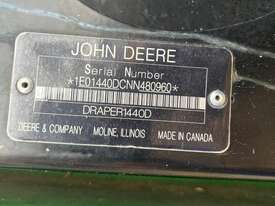 JOHN DEERE
Serial Number
*1E01440DCNN480960*
DRAPER1440D
DEERE & COMPANY MOLINE, ILLINOIS MADE IN CANADA